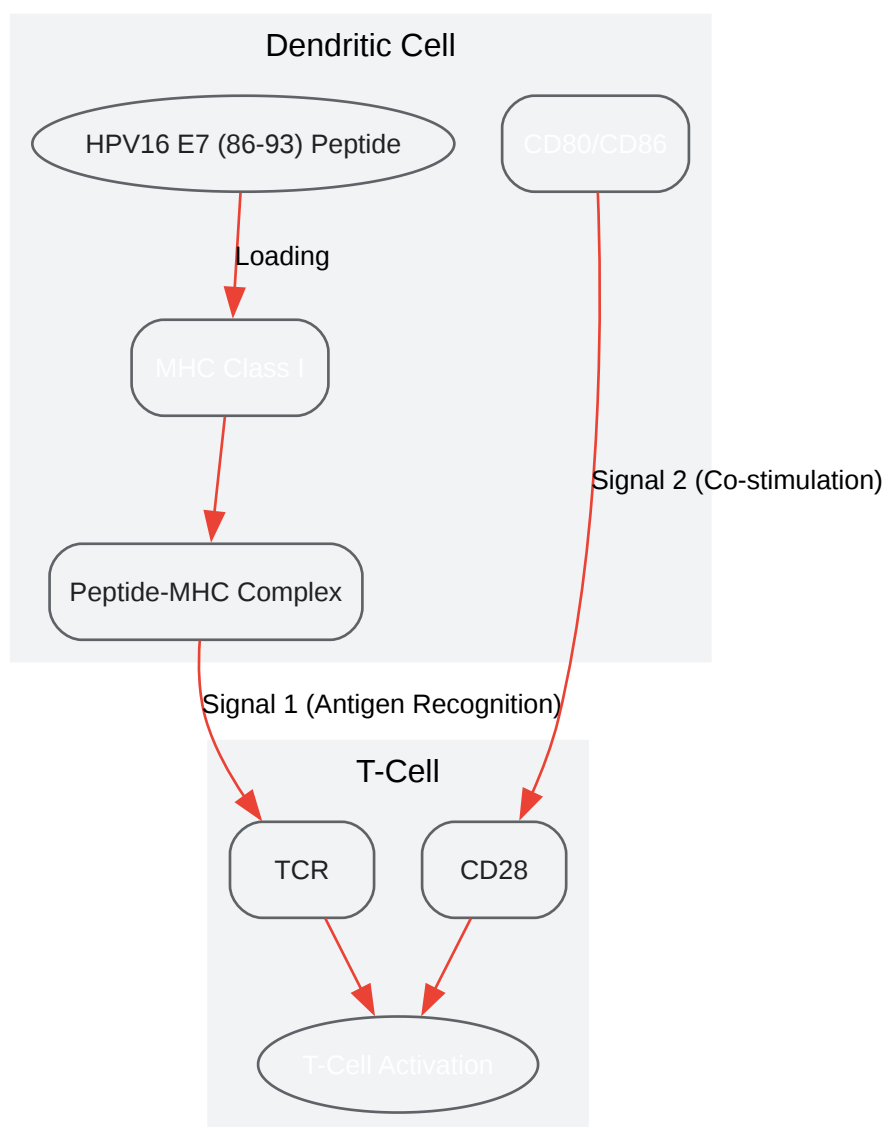 Dendritic Cell
HPV16 E7 (86-93) Peptide
CD80/CD86
Loading
MHC Class I
Signal 2 (Co-stimulation)
Peptide-MHC Complex
Signal 1 (Antigen Recognition)
T-Cell
TCR
CD28
T-Cell Activation